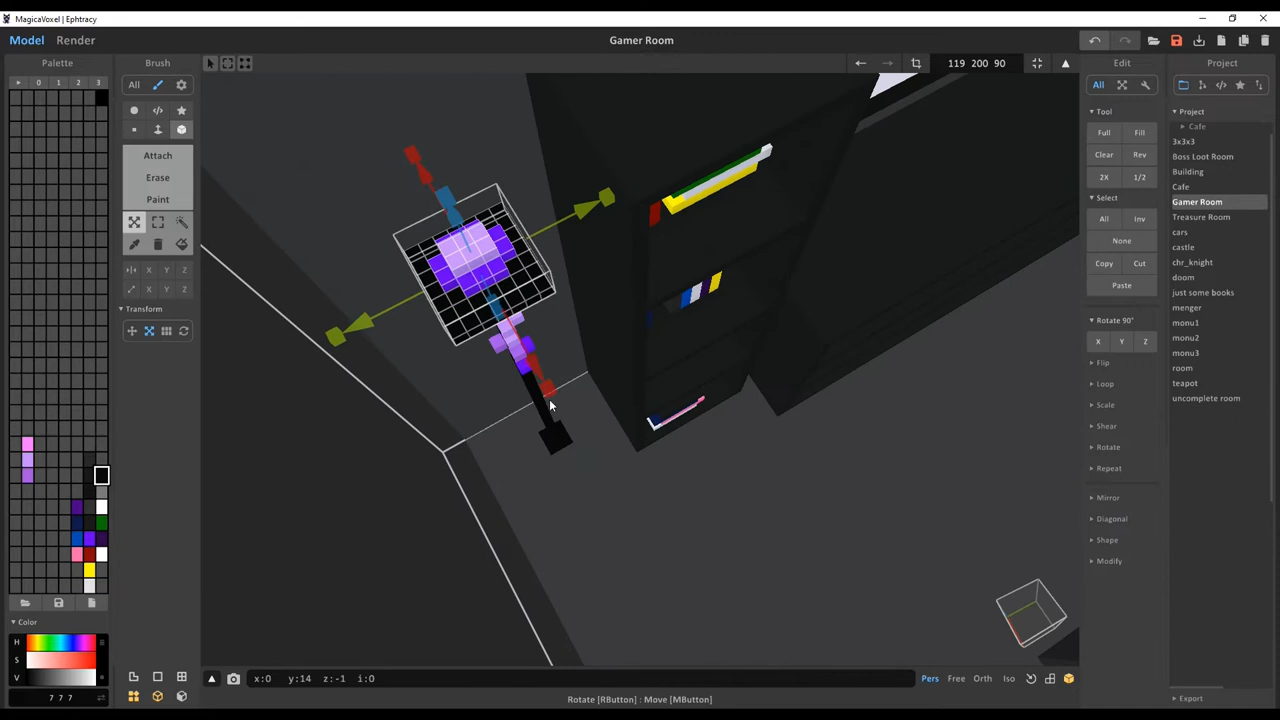 MagicaVoxel | Ephtracy
Model Render
Gamer Room
Palette
0 1 2 3
Color
H
S
V
7 7 7
Brush
All
Attach
Erase
Paint
X Y Z
X Y Z
Transform
119 200 90
x:0 y:14 z:-1 i:0
Pers Free Orth Iso
Rotate [RButton] : Move [MButton]
Edit
All
Tool
Full Fill
Clear Rev
2X 1/2
Select
All Inv
None
Copy Cut
Paste
Rotate 90°
X Y Z
Flip
Loop
Scale
Shear
Rotate
Repeat
Mirror
Diagonal
Shape
Modify
Project
Project
Cafe
3x3x3
Boss Loot Room
Building
Cafe
Gamer Room
Treasure Room
cars
castle
chr_knight
doom
just some books
menger
monu1
monu2
monu3
room
teapot
uncomplete room
Export